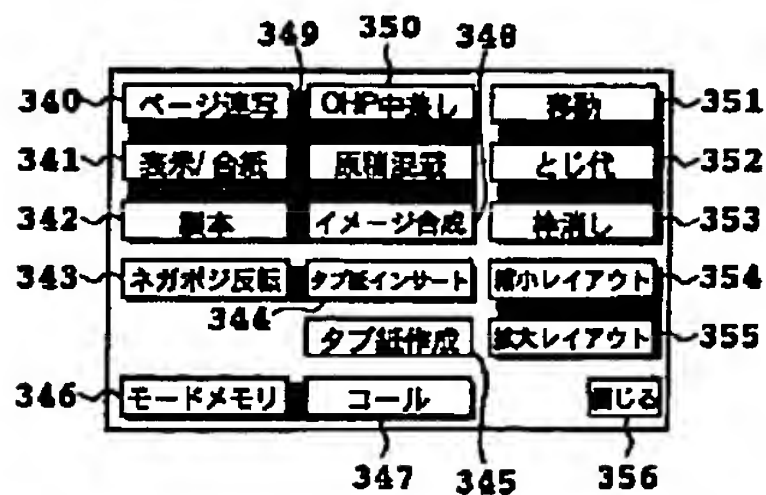 349 350 348
340 ページ連写 OHP中差し 移動 351
341 表紙/合紙 原稿混載 とじ代 352
342 製本 イメージ合成 枠消し 353
343 ネガポジ反転 タブ紙インサート 縮小レイアウト 354
344
タブ紙作成 拡大レイアウト 355
346 モードメモリ コール 閉じる
347 345 356